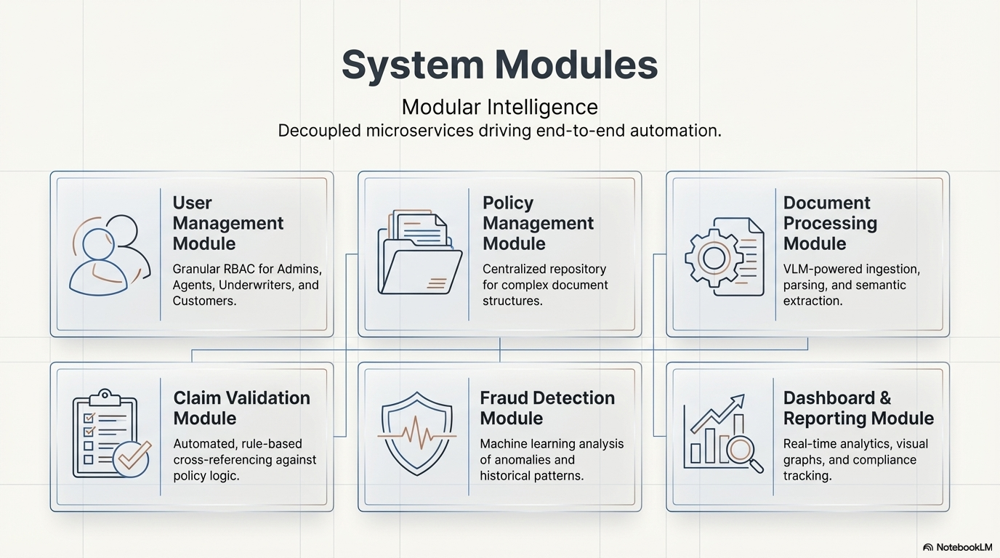 System Modules
Modular Intelligence
Decoupled microservices driving end-to-end automation.
User
Management
Module
Granular RBAC for Admins,
Agents, Underwriters, and
Customers.
Policy
Management
Module
Centralized repository
for complex document
structures.
Document
Processing
Module
VLM-powered ingestion,
parsing, and semantic
extraction.
Claim Validation
Module
Automated, rule-based
cross-referencing against
policy logic.
Fraud Detection
Module
Machine learning analysis
of anomalies and
historical patterns.
Dashboard &
Reporting Module
Real-time analytics, visual
graphs, and compliance
tracking.
NotebookLM